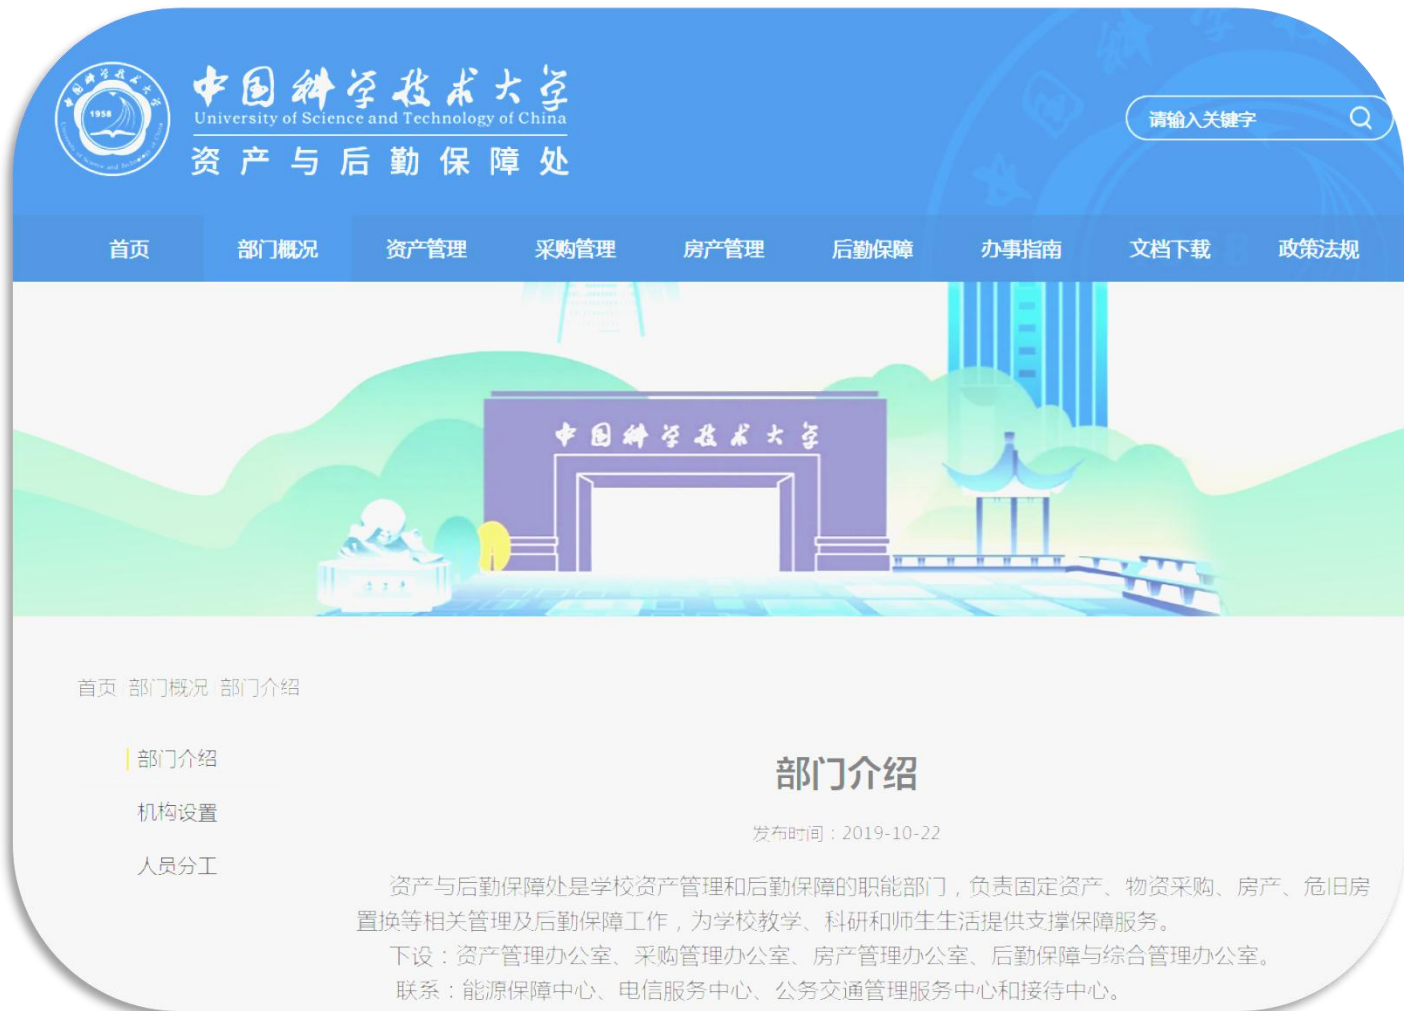 中国科学技术大学
University of Science and Technology of China
资产与后勤保障处
1958
请输入关键字
首页 部门概况 资产管理 采购管理 房产管理 后勤保障 办事指南 文档下载 政策法规
中国科学技术大学
首页 部门概况 部门介绍
部门介绍
机构设置
人员分工
部门介绍
发布时间：2019-10-22
资产与后勤保障处是学校资产管理和后勤保障的职能部门，负责固定资产、物资采购、房产、危旧房
置换等相关管理及后勤保障工作，为学校教学、科研和师生生活提供支撑保障服务。
下设：资产管理办公室、采购管理办公室、房产管理办公室、后勤保障与综合管理办公室。
联系：能源保障中心、电信服务中心、公务交通管理服务中心和接待中心。